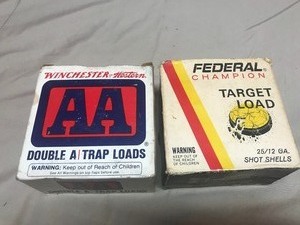 WINCHESTER Western
AA
DOUBLE A TRAP LOADS
WARNING: Keep out of Reach of Children
FEDERAL
CHAMPION
TARGET
LOAD
WARNING
KEEP OUT OF
THE REACH
OF CHILDREN
25/12 GA.
SHOT SHELLS